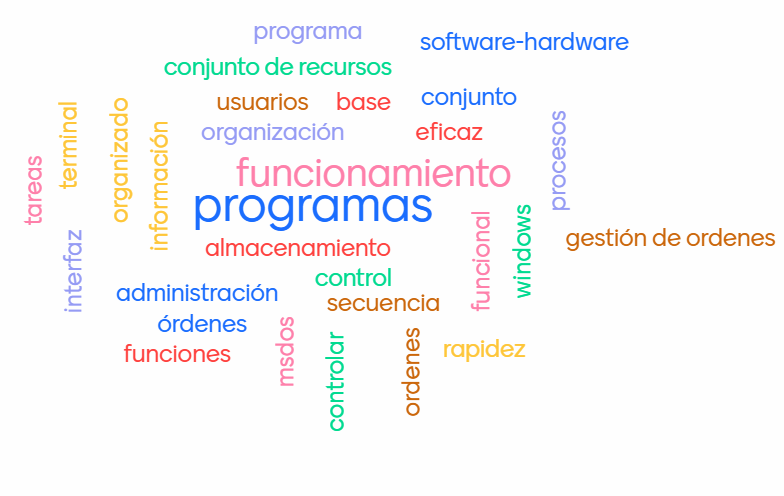 programa
software-hardware
conjunto de recursos
usuarios
base
conjunto
organización
eficaz
terminal
organizado
información
procesos
tareas
funcionamiento
programas
interfaz
almacenamiento
funcional
windows
gestión de ordenes
control
administración
secuencia
órdenes
funciones
msdos
controlar
ordenes
rapidez